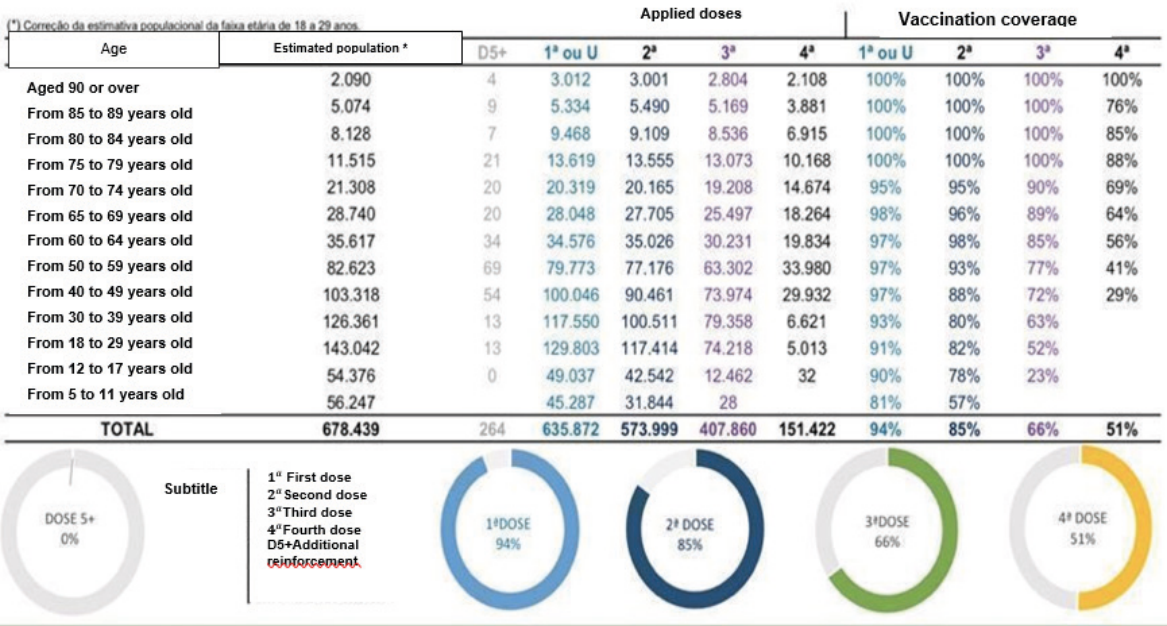 (*) Correção da estimativa populacional da faixa etária de 18 a 29 anos.
Applied doses Vaccination coverage
Age Estimated population * D5+ 1ª ou U 2ª 3ª 4ª 1ª ou U 2ª 3ª 4ª
Aged 90 or over 2.090 4 3.012 3.001 2.804 2.108 100% 100% 100% 100%
From 85 to 89 years old 5.074 9 5.334 5.490 5.169 3.881 100% 100% 100% 76%
From 80 to 84 years old 8.128 7 9.468 9.109 8.536 6.915 100% 100% 100% 85%
From 75 to 79 years old 11.515 21 13.619 13.555 13.073 10.168 100% 100% 100% 88%
From 70 to 74 years old 21.308 20 20.319 20.165 19.208 14.674 95% 95% 90% 69%
From 65 to 69 years old 28.740 20 28.048 27.705 25.497 18.264 98% 96% 89% 64%
From 60 to 64 years old 35.617 34 34.576 35.026 30.231 19.834 97% 98% 85% 56%
From 50 to 59 years old 82.623 69 79.773 77.176 63.302 33.980 97% 93% 77% 41%
From 40 to 49 years old 103.318 54 100.046 90.461 73.974 29.932 97% 88% 72% 29%
From 30 to 39 years old 126.361 13 117.550 100.511 79.358 6.621 93% 80% 63%
From 18 to 29 years old 143.042 13 129.803 117.414 74.218 5.013 91% 82% 52%
From 12 to 17 years old 54.376 0 49.037 42.542 12.462 32 90% 78% 23%
From 5 to 11 years old 56.247 45.287 31.844 28 81% 57%
TOTAL 678.439 264 635.872 573.999 407.860 151.422 94% 85% 66% 51%
DOSE 5+
0%
Subtitle
1ª First dose
2ª Second dose
3ª Third dose
4ª Fourth dose
D5+Additional
reinforcement
1ªDOSE
94%
2ª DOSE
85%
3ªDOSE
66%
4ª DOSE
51%